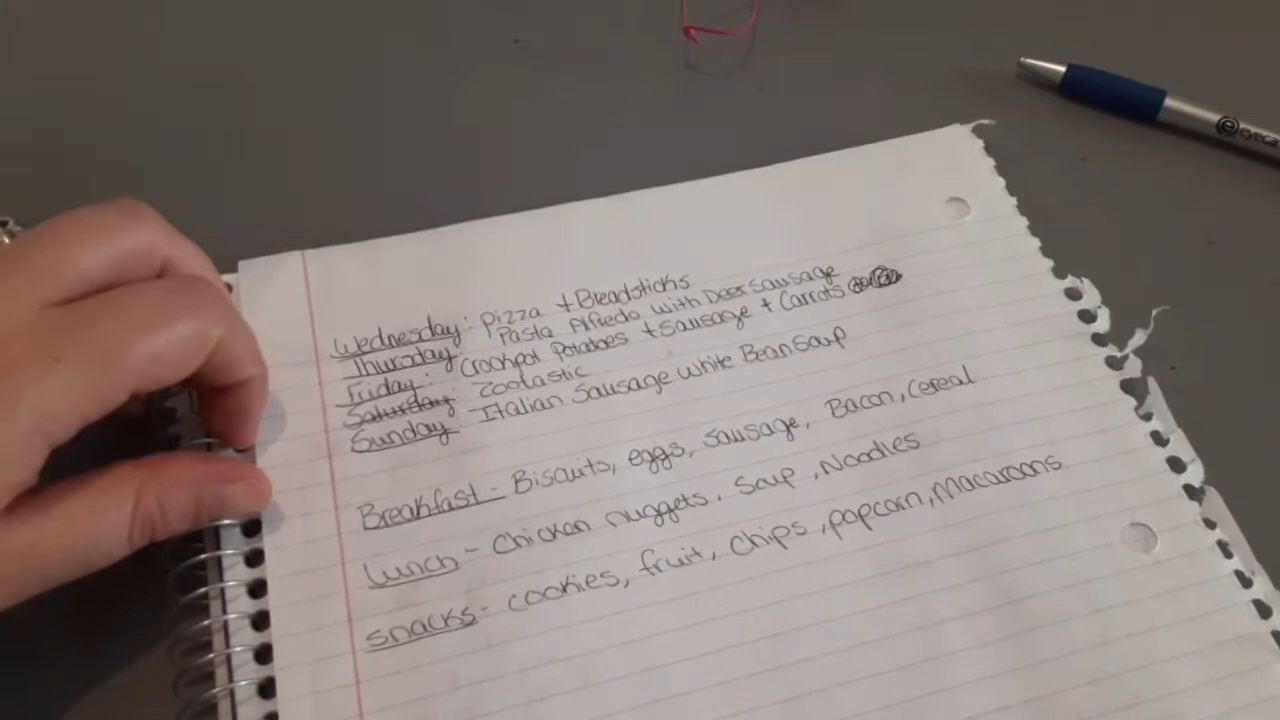 eyeca
Wednesday: Pizza + Breadsticks
Thursday: Pasta Alfredo with Deer Sausage
Friday: Crockpot Potatoes + Sausage + Carrots
Saturday: Zootastic
Sunday: Italian Sausage White Bean Soup
Breakfast - Biscuits, eggs, sausage, Bacon, cereal
Lunch - Chicken nuggets, Soup, Noodles
snacks - cookies, fruit, chips, popcorn, Macaroons